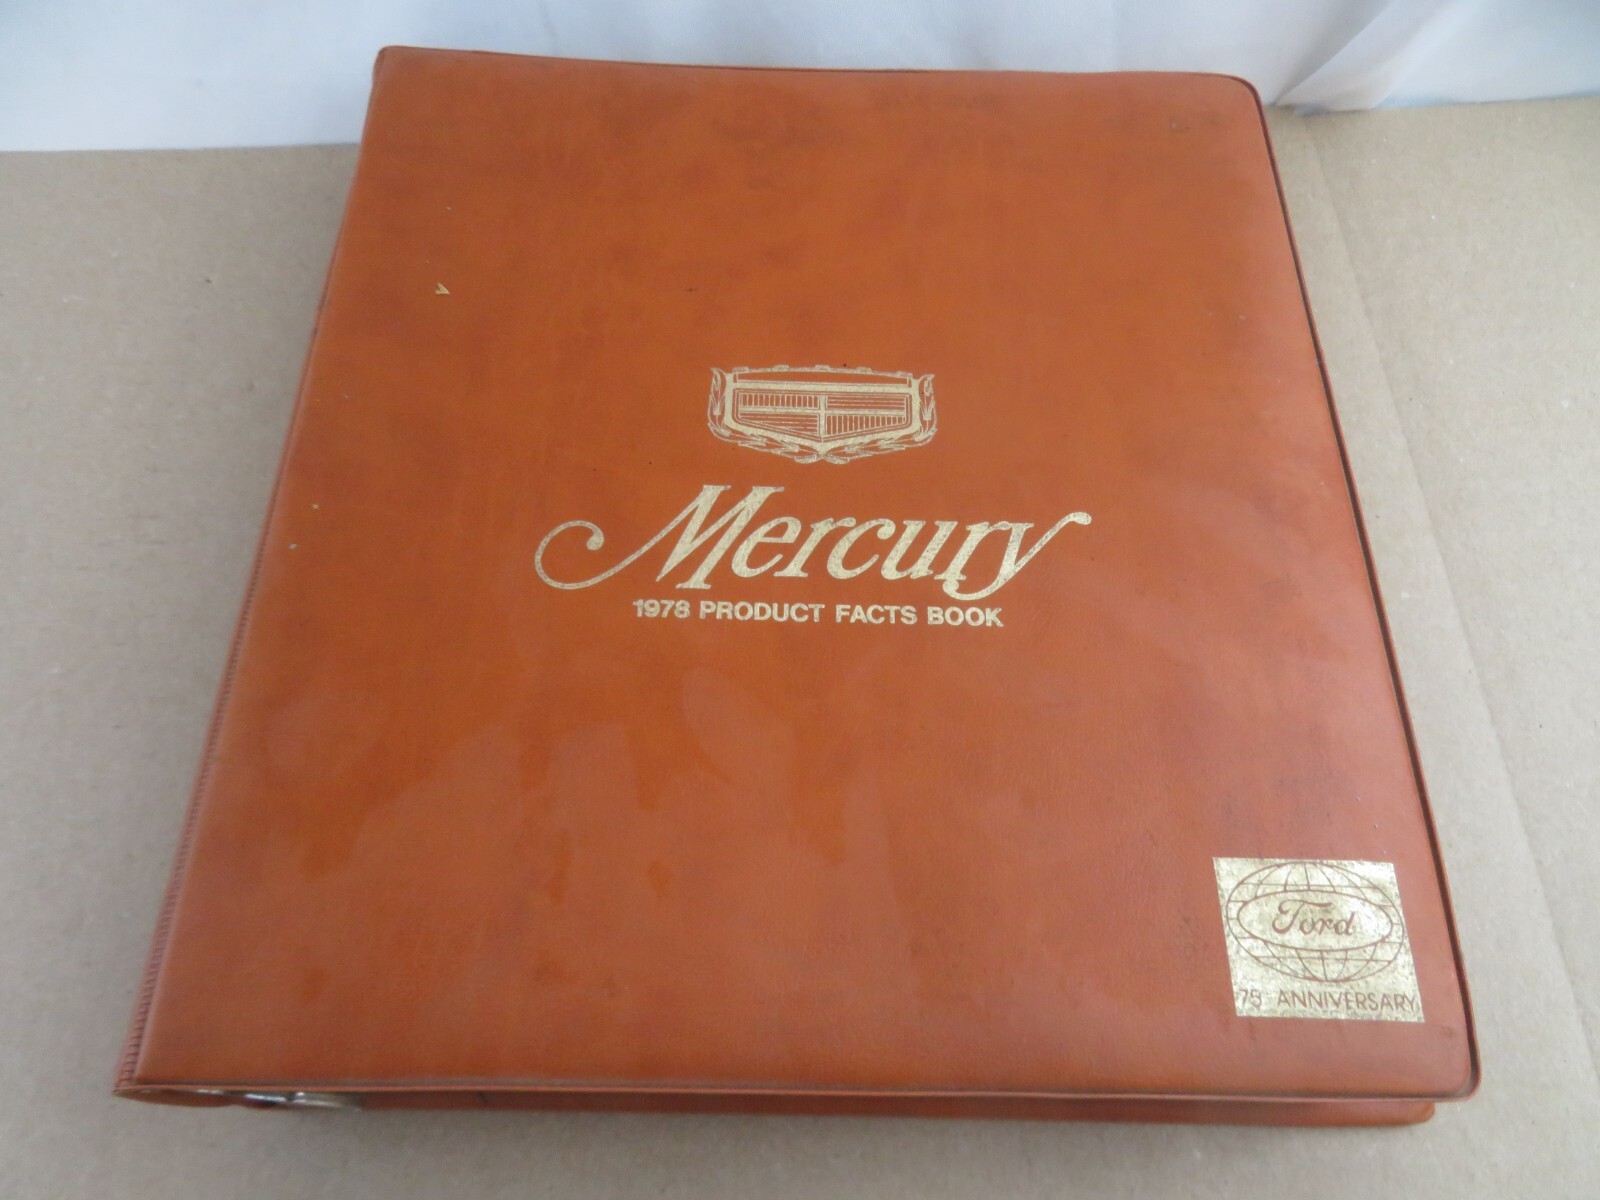 Mercury
1978 PRODUCT FACTS BOOK
Ford
75 ANNIVERSARY